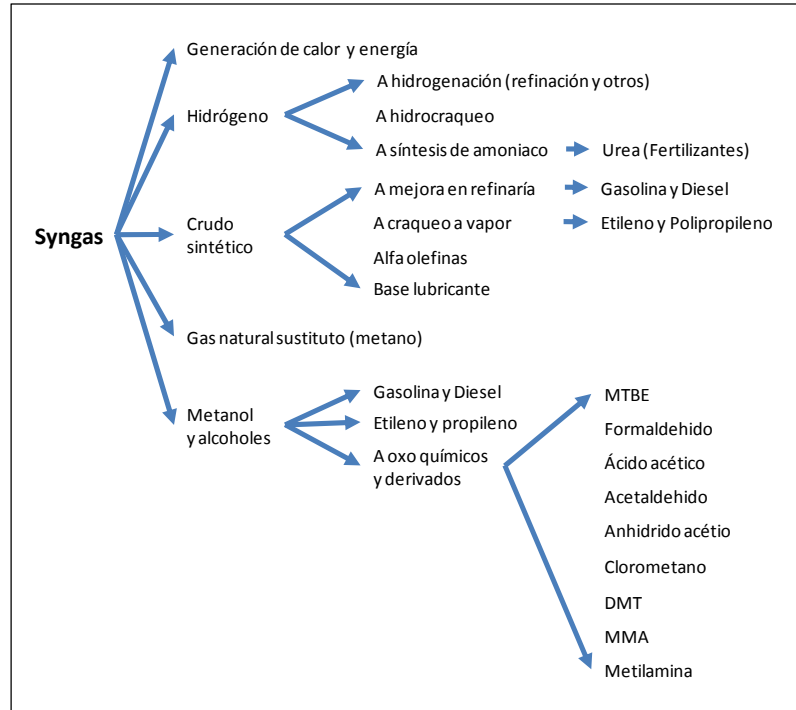 Generación de calor y energía
A hidrogenación (refinación y otros)
Hidrógeno
A hidrocraqueo
A síntesis de amoniaco
Urea (Fertilizantes)
A mejora en refinaría
Gasolina y Diesel
Syngas
Crudo
sintético
A craqueo a vapor
Etileno y Polipropileno
Alfa olefinas
Base lubricante
Gas natural sustituto (metano)
Metanol
y alcoholes
Gasolina y Diesel
Etileno y propileno
A oxo químicos
y derivados
MTBE
Formaldehido
Ácido acético
Acetaldehido
Anhidrido acétio
Clorometano
DMT
MMA
Metilamina